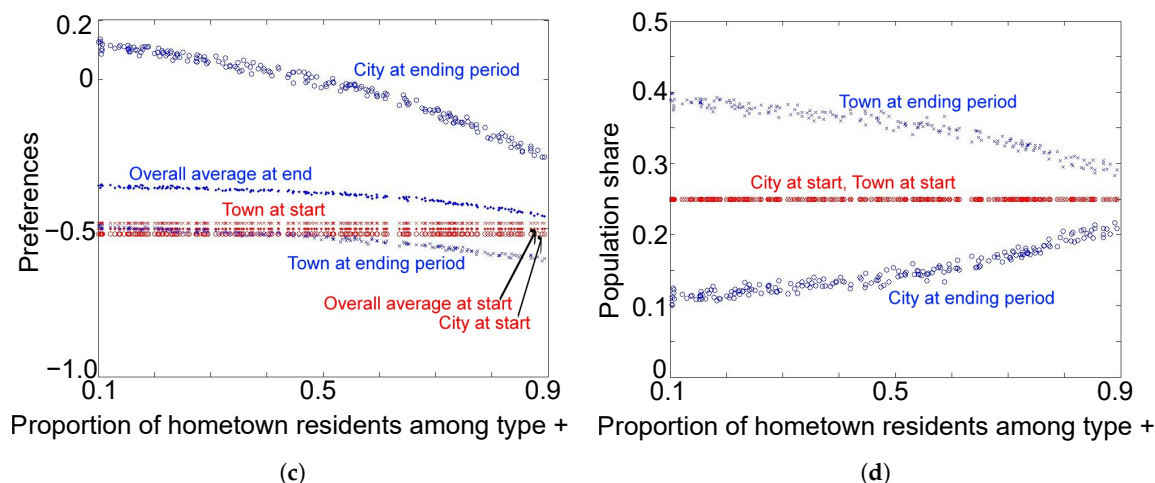 0.2
0
−0.5
−1.0
Preferences
City at ending period
Overall average at end
Town at start
Town at ending period
Overall average at start
City at start
0.1
0.5
0.9
Proportion of hometown residents among type +
(c)
0.5
0.4
0.3
0.2
0.1
0
Population share
Town at ending period
City at start, Town at start
City at ending period
0.1
0.5
0.9
Proportion of hometown residents among type +
(d)